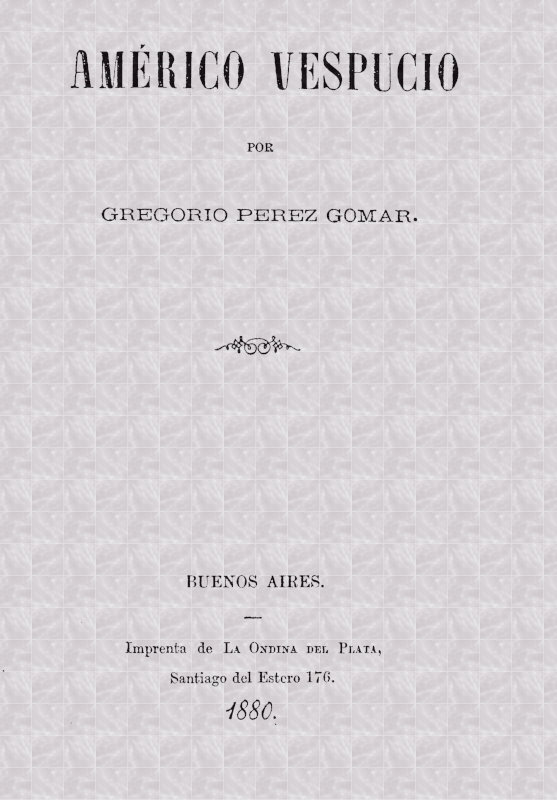 AMÉRICO VESPUCIO
POR
GREGORIO PEREZ GOMAR.
BUENOS AIRES.
Imprenta de LA ONDINA DEL PLATA,
Santiago del Estero 176.
1880.